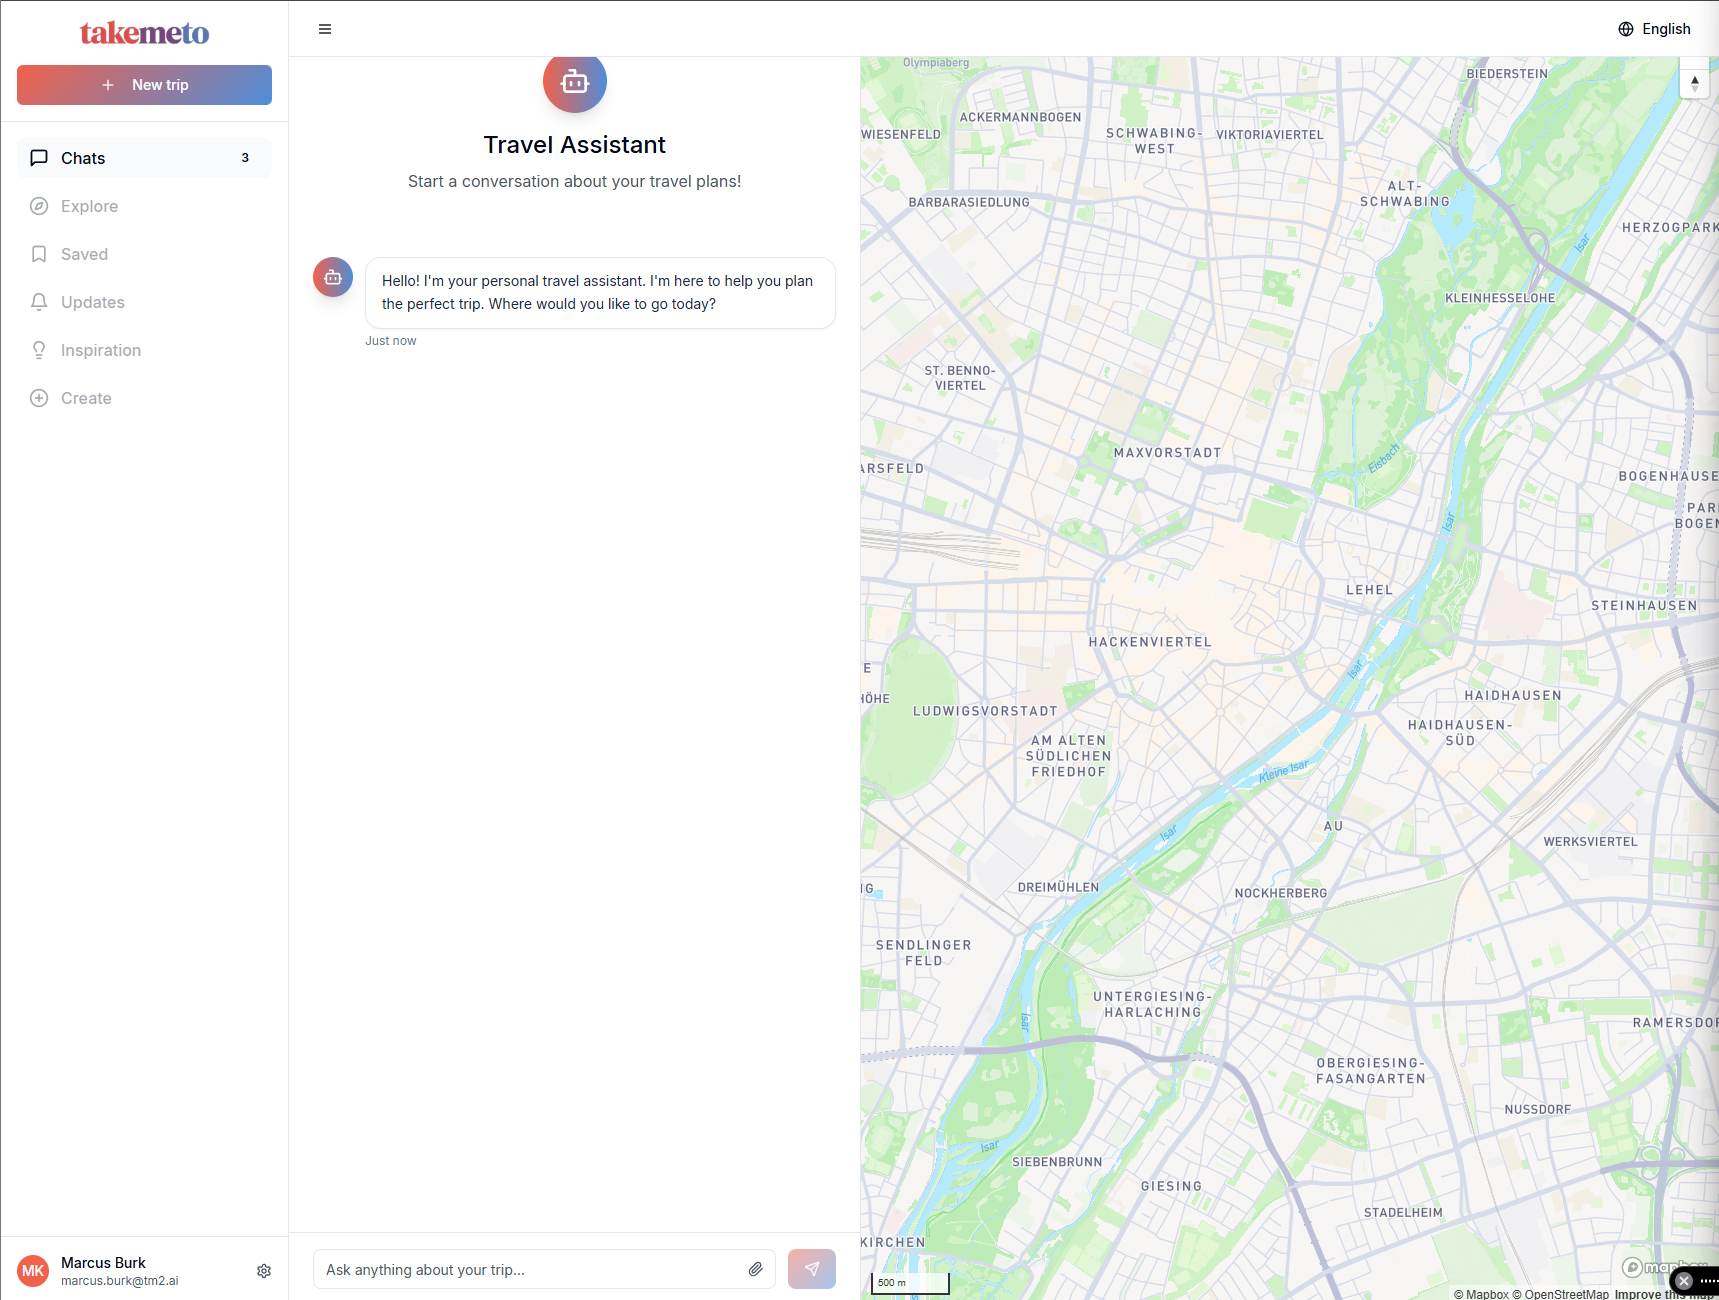 takemeto
English
New trip
Chats 3
Explore
Saved
Updates
Inspiration
Create
Marcus Burk
marcus.burk@tm2.ai
MK
Travel Assistant
Start a conversation about your travel plans!
Hello! I'm your personal travel assistant. I'm here to help you plan
the perfect trip. Where would you like to go today?
Just now
Ask anything about your trip...
Olympiaberg
BIEDERSTEIN
ACKERMANNBOGEN
WIESENFELD
SCHWABING-
WEST
VIKTORIAVIERTEL
ALT-
SCHWABING
BARBARASIEDLUNG
HERZOGPARK
Isar
KLEINHESSELOHE
ST. BENNO-
VIERTEL
MAXVORSTADT
Eisbach
ARSFELD
BOGENHAUSE
PAR
BOGEN
Isar
LEHEL
STEINHAUSEN
HACKENVIERTEL
E
HÖHE
Isar
HAIDHAUSEN
LUDWIGSVORSTADT
HAIDHAUSEN-
SÜD
AM ALTEN
SÜDLICHEN
FRIEDHOF
Kleine Isar
Isar
AU
WERKSVIERTEL
DREIMÜHLEN
NOCKHERBERG
NG
SENDLINGER
FELD
UNTERGIESING-
HARLACHING
Isar
RAMERSDOR
OBERGIESING-
FASANGARTEN
NUSSDORF
Isar
SIEBENBRUNN
GIESING
STADELHEIM
KIRCHEN
500 m
mapbox
© Mapbox © OpenStreetMap Improve this map